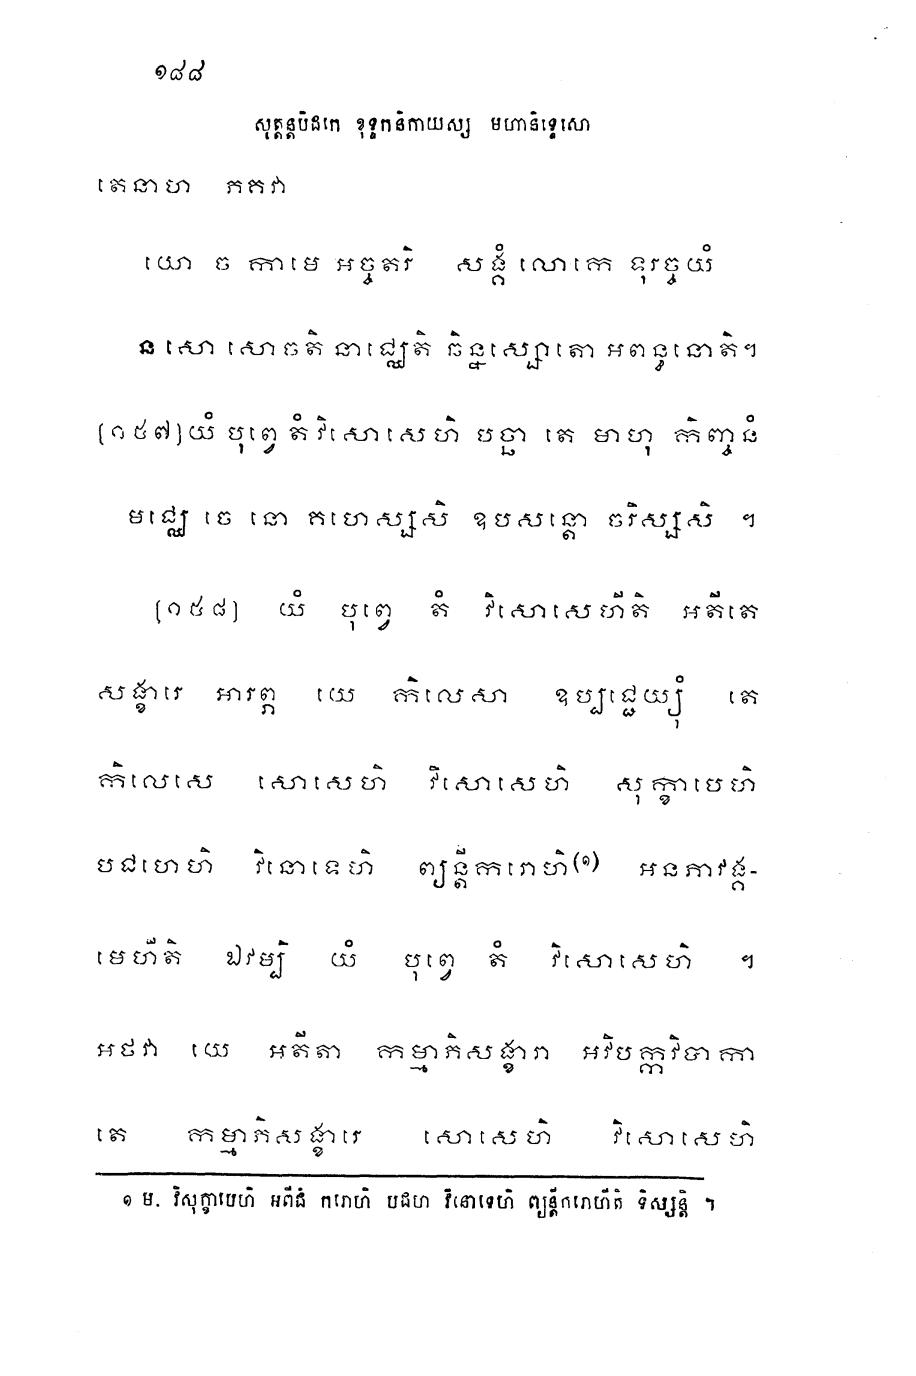 ១៨៨
សុត្តន្តបិដកេ ខុទ្ទកនិកាយស្ស មហានិទ្ទេសោ
តេនាហ ភគវា
យោ ច កាមេ អច្ចតរិ សង្គំ លោកេ ទុរច្ចយំ
ន សោ សោចតិ នាជ្ឈេតិ ឆិន្នស្សោតោ អពន្ធនោតិ។
(១៥៧) យំ បុព្វេ តំ វិសោសេហិ បច្ឆា តេ មាហុ កិញ្ចនំ
មជ្ឈេ ចេ នោ គហេស្សសិ ឧបសន្តោ ចរិស្សសិ ។
(១៥៨) យំ បុព្វេ តំ វិសោសេហីតិ អតីតេ
សង្ខារេ អារព្ភ យេ កិលេសា ឧប្បជ្ជេយ្យុំ តេ
កិលេសេ សោសេហិ វិសោសេហិ សុក្ខាបេហិ
បជហេហិ វិនោទេហិ ព្យន្តីករោហិ(១) អនភាវង្គ-
មេហីតិ ឯវម្បិ យំ បុព្វេ តំ វិសោសេហិ ។
អថវា យេ អតីតា កម្មាភិសង្ខារា អវិបក្កវិបាកា
តេ កម្មាភិសង្ខារេ សោសេហិ វិសោសេហិ
១ ម. វិសុក្ខាបេហិ អពីជំ ករោហិ បជហ វិនោទេហិ ព្យន្តីករោហីតិ ទិស្សន្តិ ។